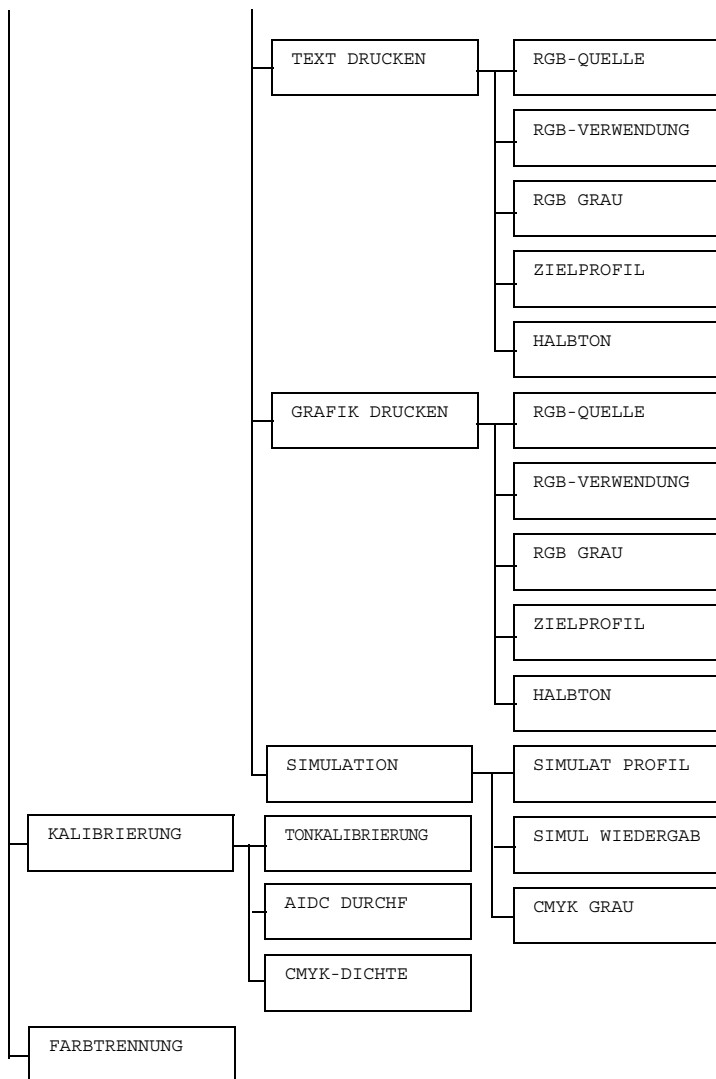 TEXT DRUCKEN
RGB-QUELLE
RGB-VERWENDUNG
RGB GRAU
ZIELPROFIL
HALBTON
GRAFIK DRUCKEN
RGB-QUELLE
RGB-VERWENDUNG
RGB GRAU
ZIELPROFIL
HALBTON
SIMULATION
SIMULAT PROFIL
SIMUL WIEDERGAB
CMYK GRAU
KALIBRIERUNG
TONKALIBRIERUNG
AIDC DURCHF
CMYK-DICHTE
FARBTRENNUNG